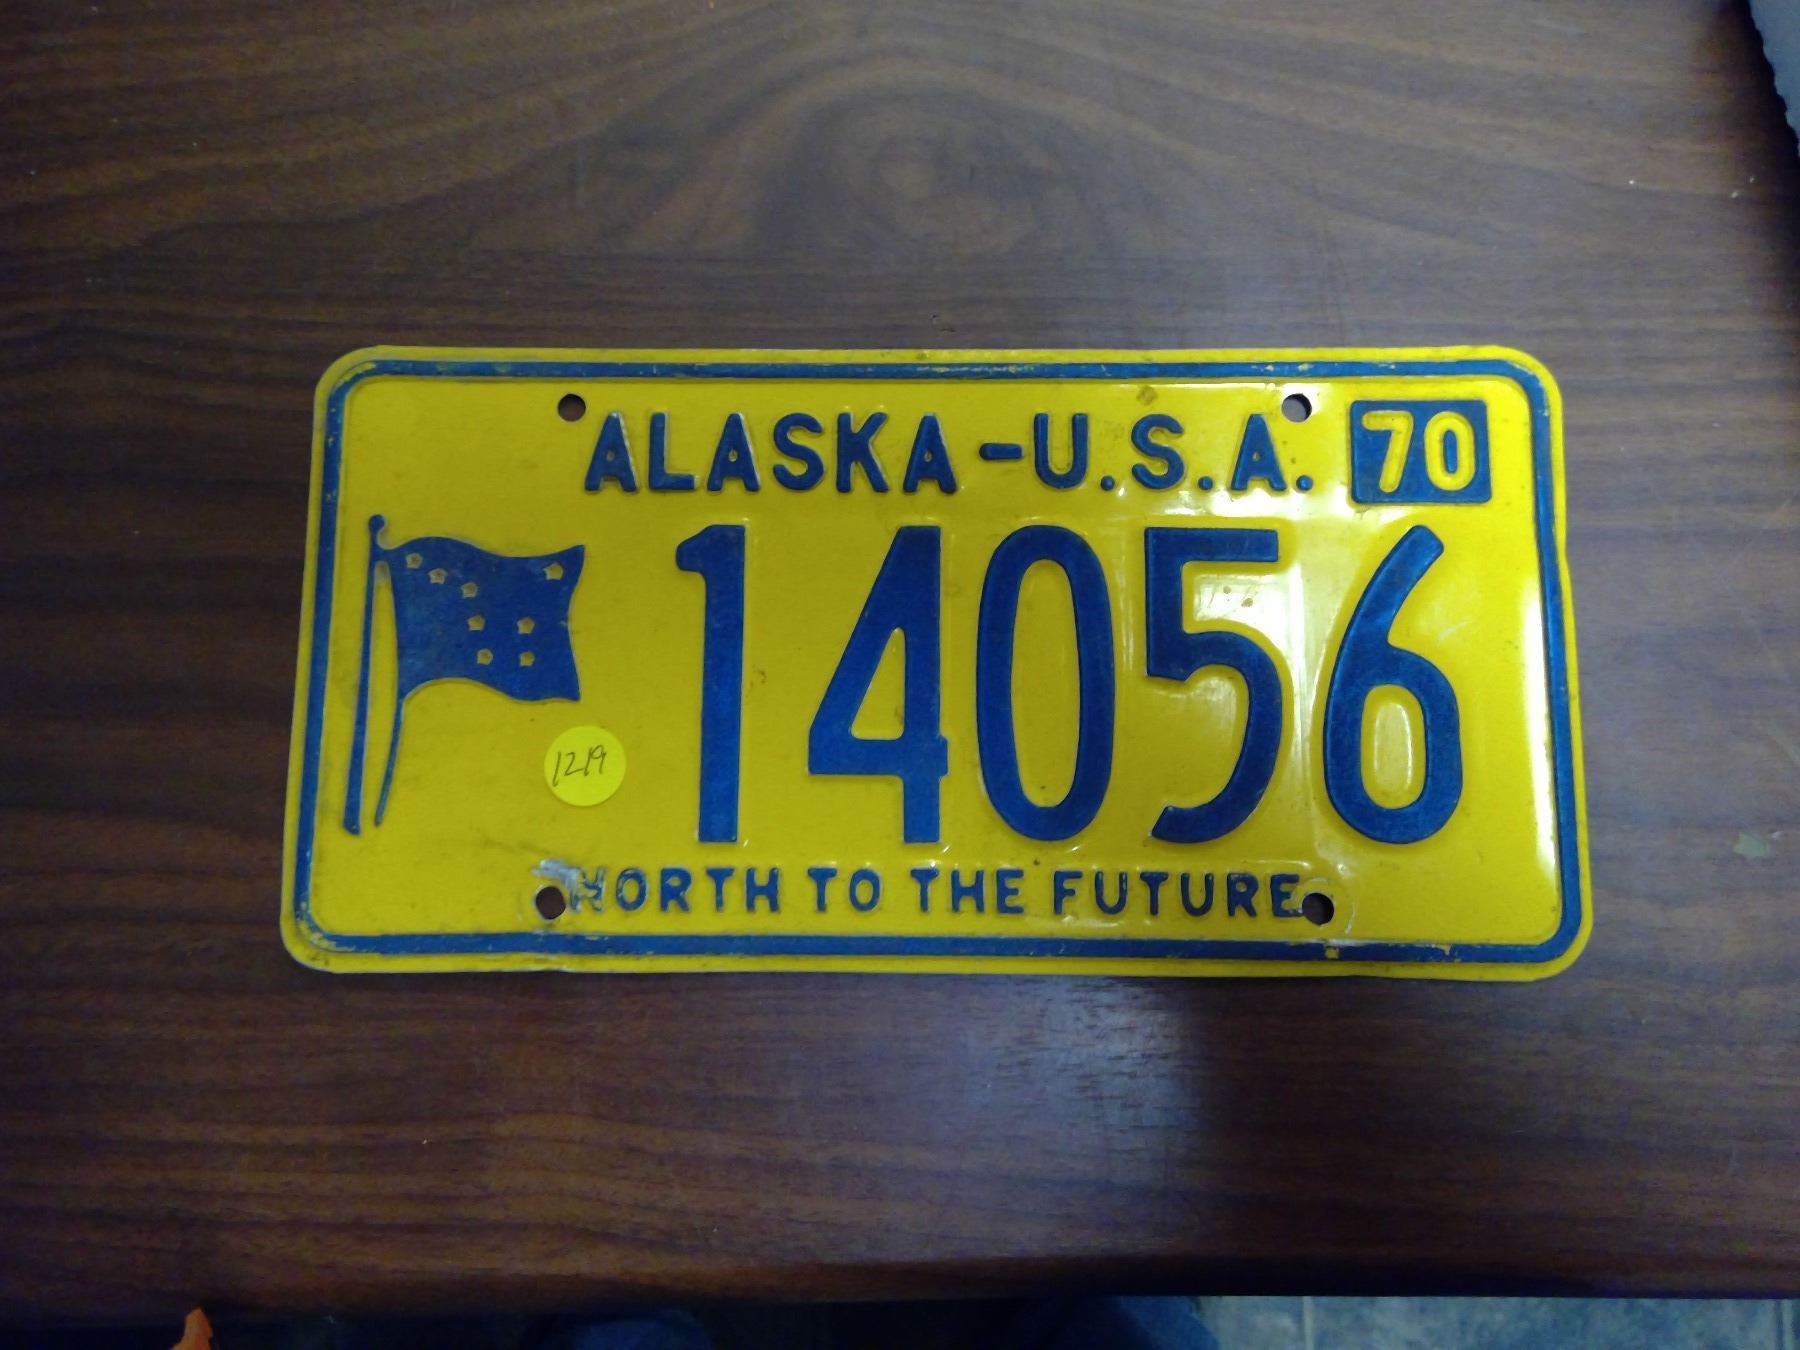 ALASKA-U.S.A. 70
14056
1219
NORTH TO THE FUTURE